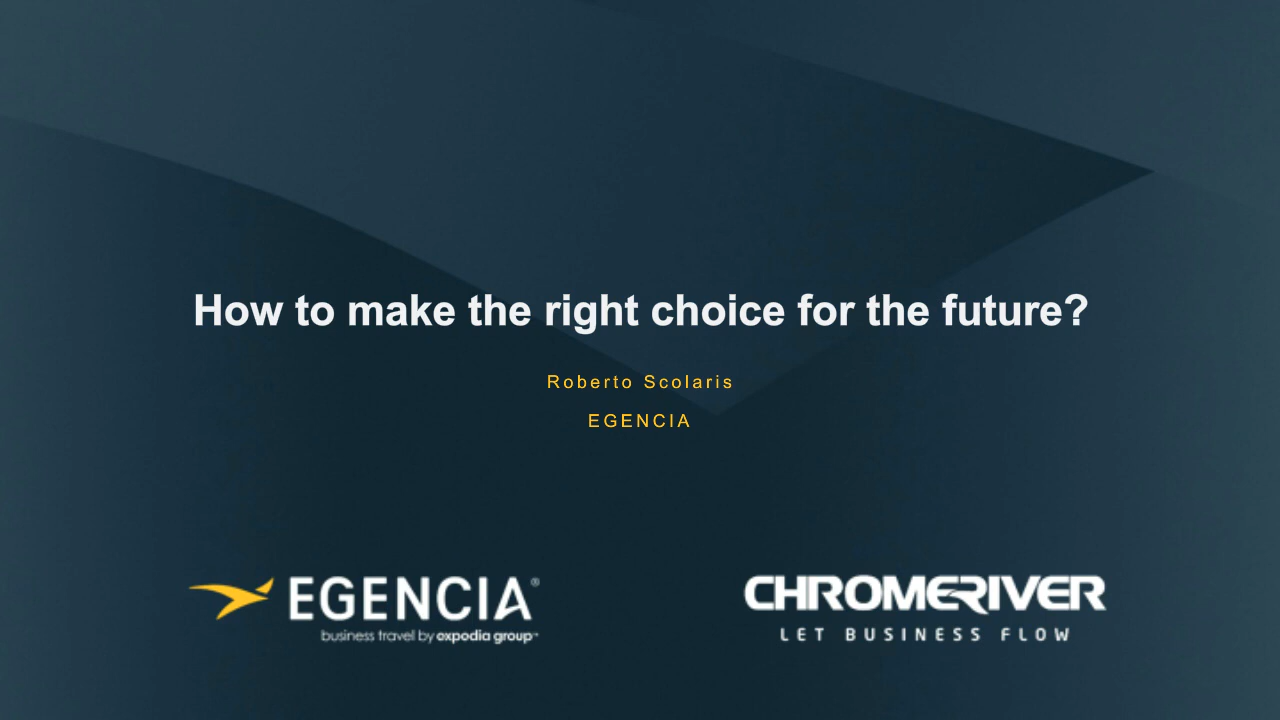 How to make the right choice for the future?
Roberto Scolaris
EGENCIA
EGENCIA®
business travel by expedia group™
CHROMERIVER
LET BUSINESS FLOW